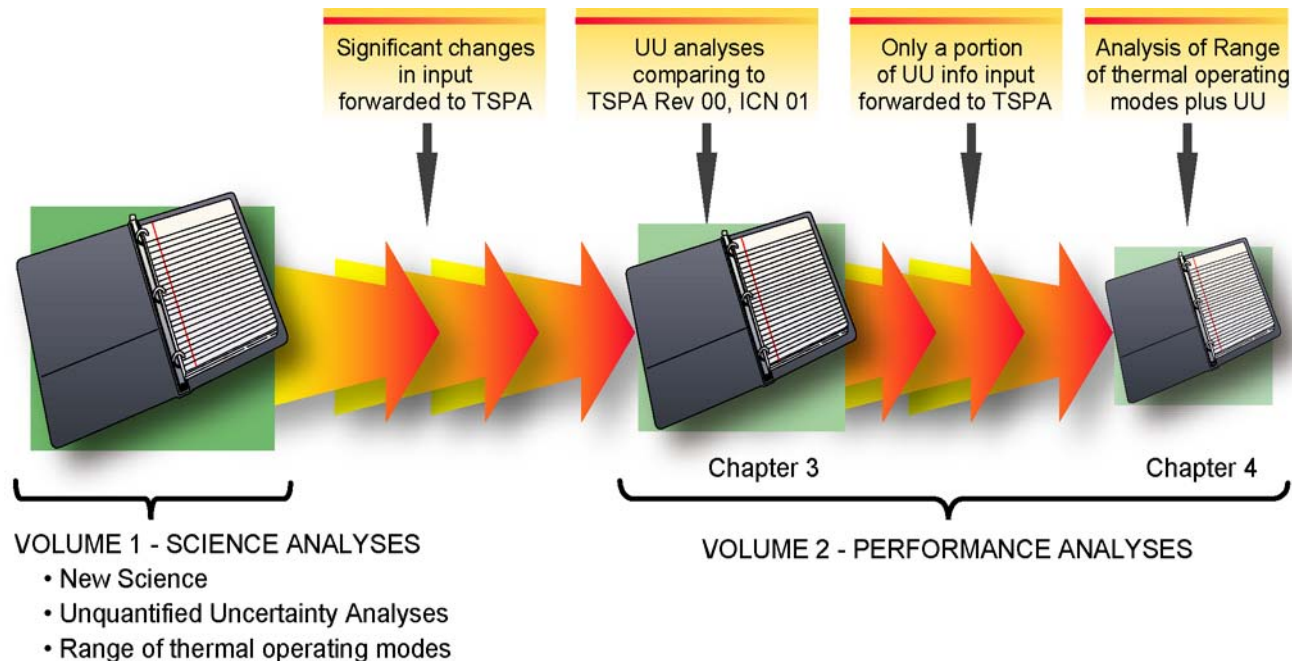 Significant changes
in input
forwarded to TSPA
UU analyses
comparing to
TSPA Rev 00, ICN 01
Only a portion
of UU info input
forwarded to TSPA
Analysis of Range
of thermal operating
modes plus UU
Chapter 3
Chapter 4
VOLUME 1 - SCIENCE ANALYSES
• New Science
• Unquantified Uncertainty Analyses
• Range of thermal operating modes
VOLUME 2 - PERFORMANCE ANALYSES